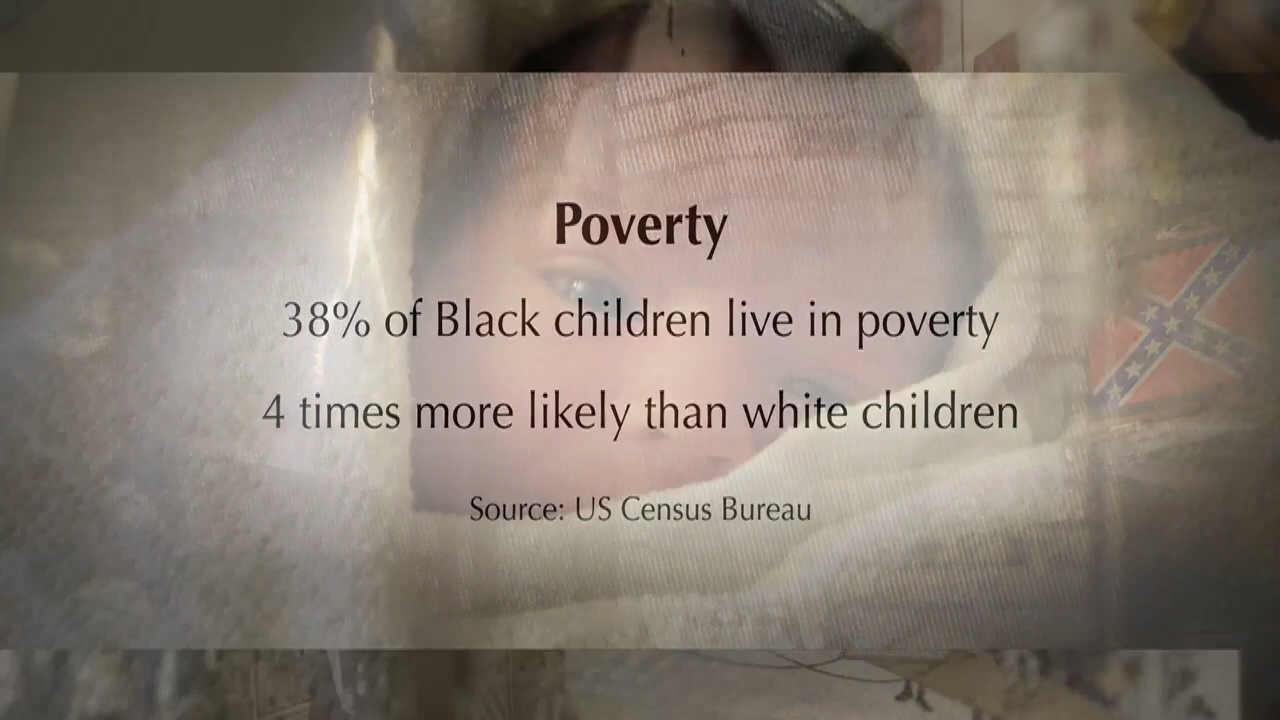 Poverty
38% of Black children live in poverty
4 times more likely than white children
Source: US Census Bureau